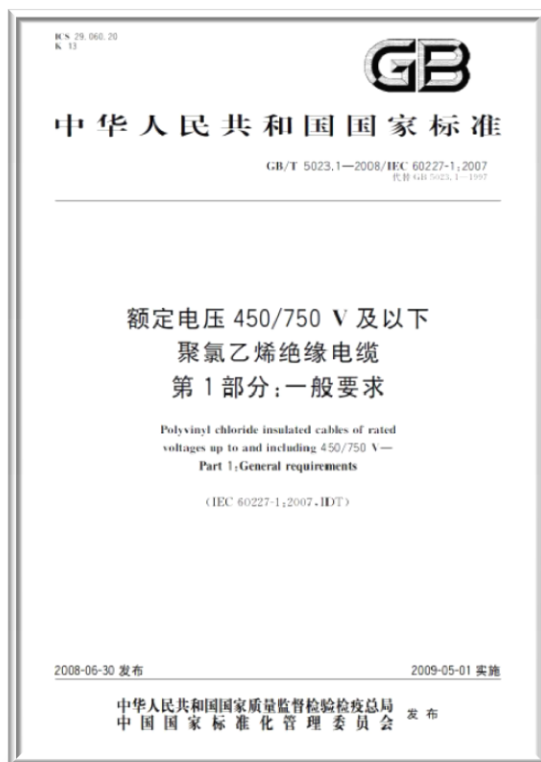 ICS 29.060.20
K 13
GB
中华人民共和国国家标准
GB/T 5023.1—2008/IEC 60227-1:2007
代替 GB 5023.1—1997
额定电压 450/750 V 及以下
聚氯乙烯绝缘电缆
第 1 部分:一般要求
Polyvinyl chloride insulated cables of rated
voltages up to and including 450/750 V—
Part 1:General requirements
(IEC 60227-1:2007,IDT)
2008-06-30 发布
2009-05-01 实施
中华人民共和国国家质量监督检验检疫总局
中国国家标准化管理委员会
发布